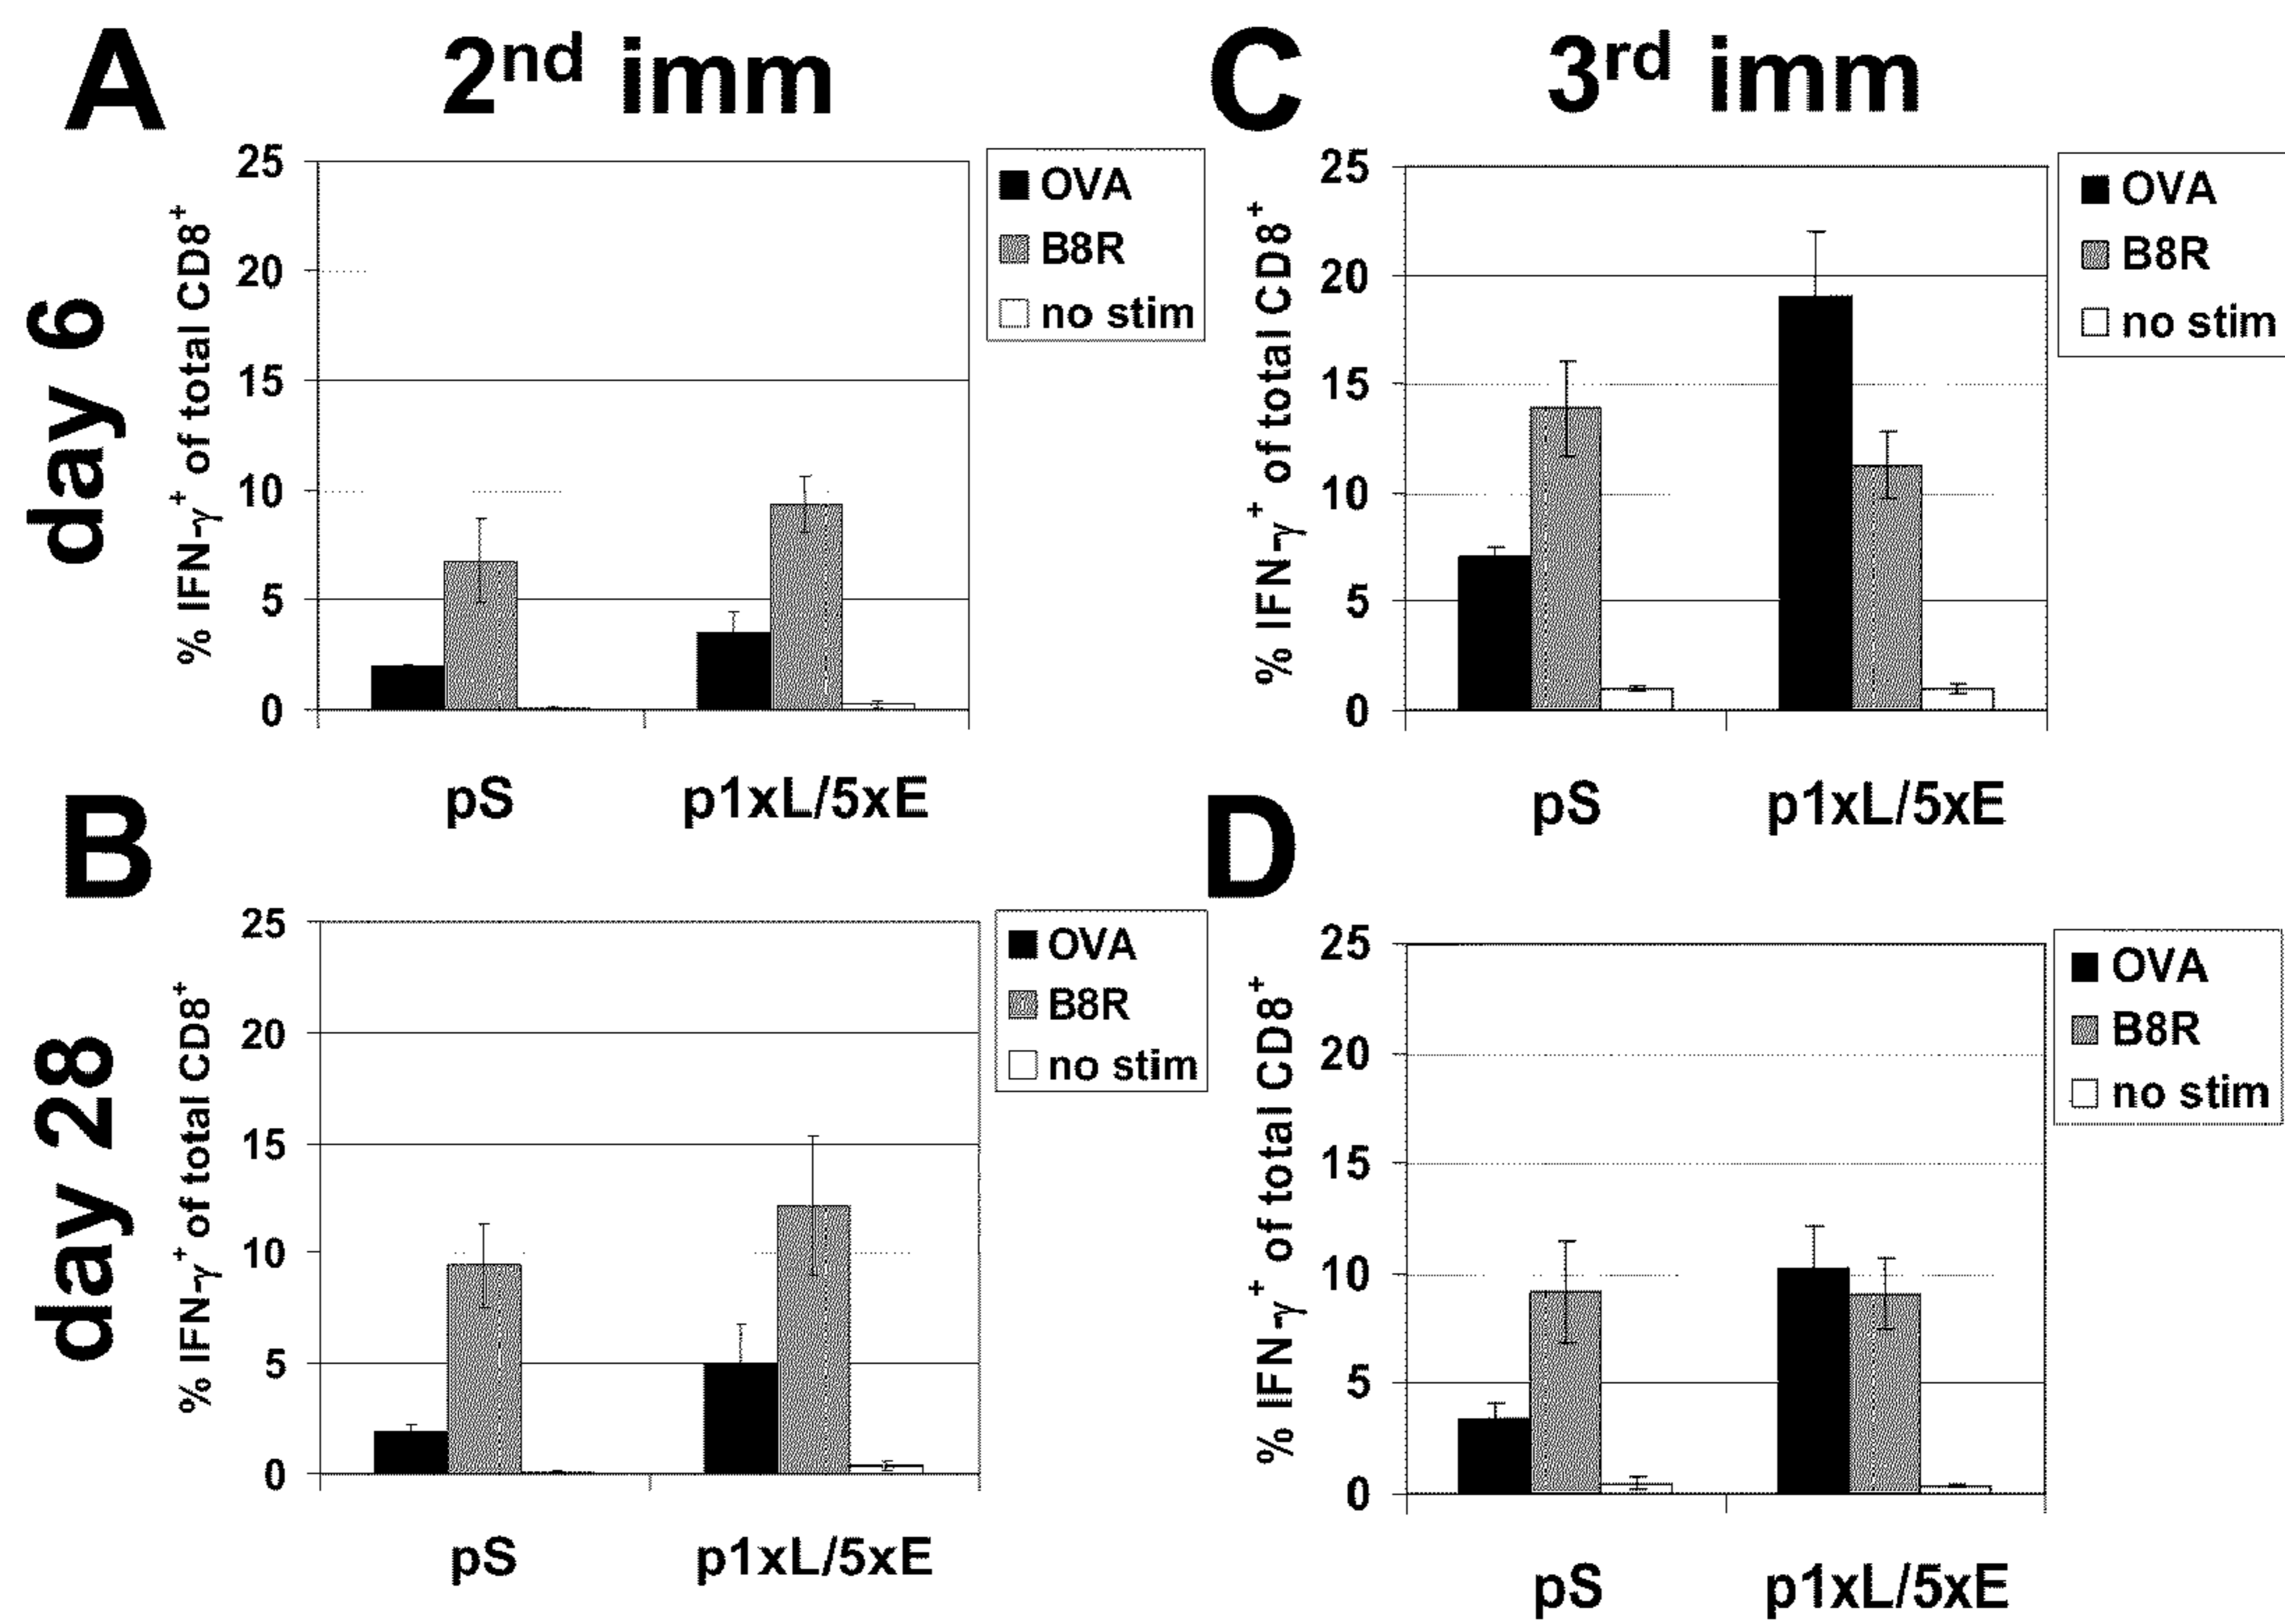 A
2nd imm
day 6
% IFN-γ+ of total CD8+
25
20
15
10
5
0
OVA
B8R
no stim
pS
p1xL/5xE
C
3rd imm
% IFN-γ+ of total CD8+
25
20
15
10
5
0
OVA
B8R
no stim
pS
p1xL/5xE
B
day 28
% IFN-γ+ of total CD8+
25
20
15
10
5
0
OVA
B8R
no stim
pS
p1xL/5xE
D
% IFN-γ+ of total CD8+
25
20
15
10
5
0
OVA
B8R
no stim
pS
p1xL/5xE